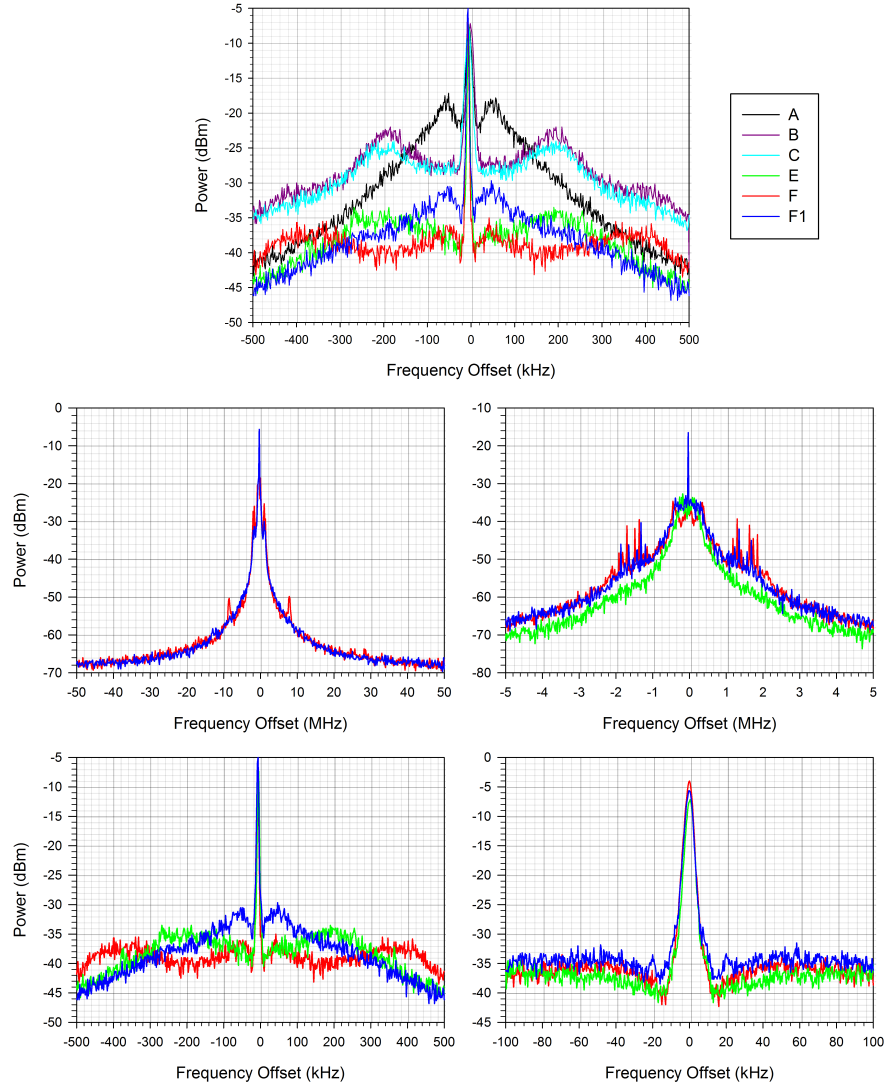 -5
-10
-15
-20
-25
-30
-35
-40
-45
-50
Power (dBm)
-500 -400 -300 -200 -100 0 100 200 300 400 500
Frequency Offset (kHz)
A
B
C
E
F
F1
0
-10
-20
-30
-40
-50
-60
-70
Power (dBm)
-50 -40 -30 -20 -10 0 10 20 30 40 50
Frequency Offset (MHz)
-10
-20
-30
-40
-50
-60
-70
-80
-5 -4 -3 -2 -1 0 1 2 3 4 5
Frequency Offset (MHz)
-5
-10
-15
-20
-25
-30
-35
-40
-45
-50
Power (dBm)
-500 -400 -300 -200 -100 0 100 200 300 400 500
Frequency Offset (kHz)
0
-5
-10
-15
-20
-25
-30
-35
-40
-45
-100 -80 -60 -40 -20 0 20 40 60 80 100
Frequency Offset (kHz)